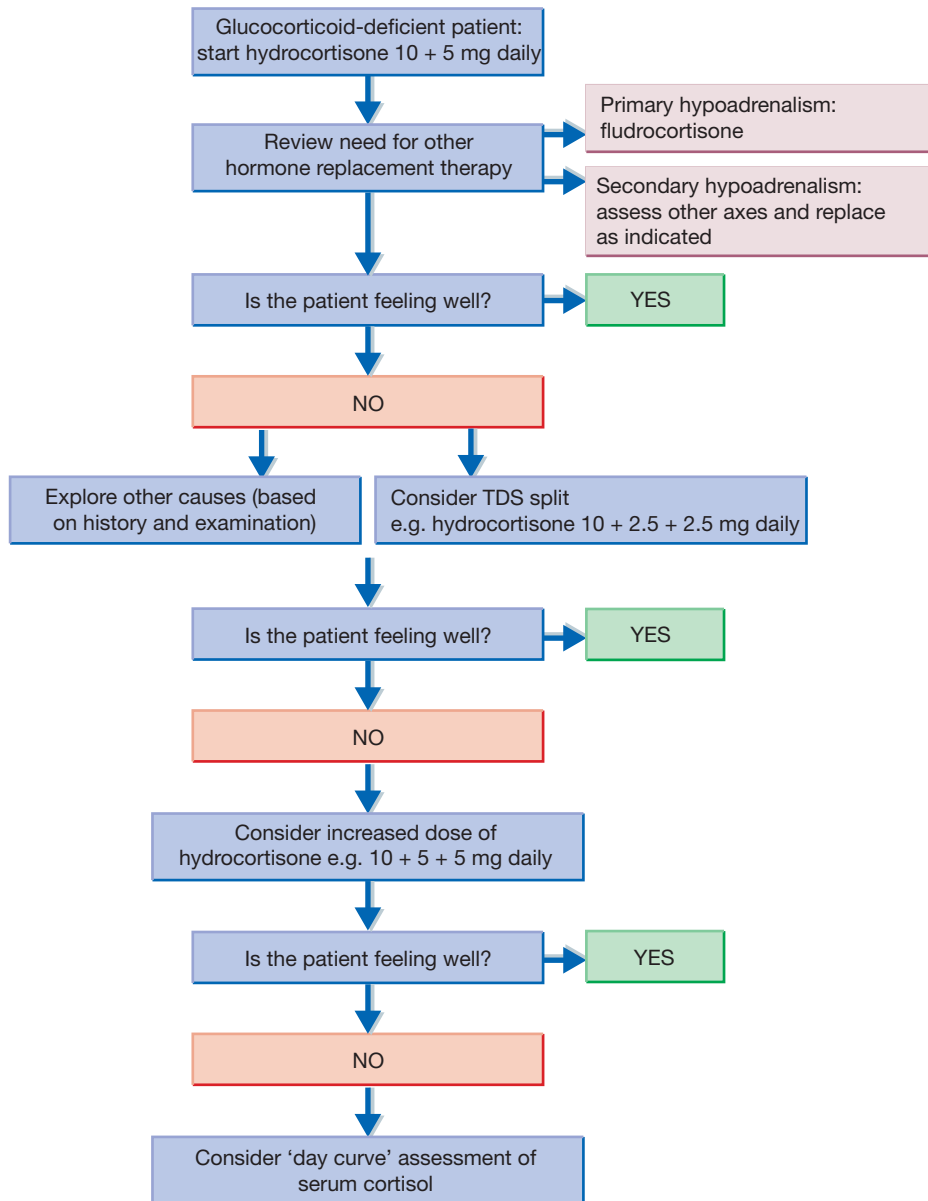 Glucocorticoid-deficient patient:
start hydrocortisone 10 + 5 mg daily
Review need for other
hormone replacement therapy
Primary hypoadrenalism:
fludrocortisone
Secondary hypoadrenalism:
assess other axes and replace
as indicated
Is the patient feeling well?
YES
NO
Explore other causes (based
on history and examination)
Consider TDS split
e.g. hydrocortisone 10 + 2.5 + 2.5 mg daily
Is the patient feeling well?
YES
NO
Consider increased dose of
hydrocortisone e.g. 10 + 5 + 5 mg daily
Is the patient feeling well?
YES
NO
Consider ‘day curve’ assessment of
serum cortisol